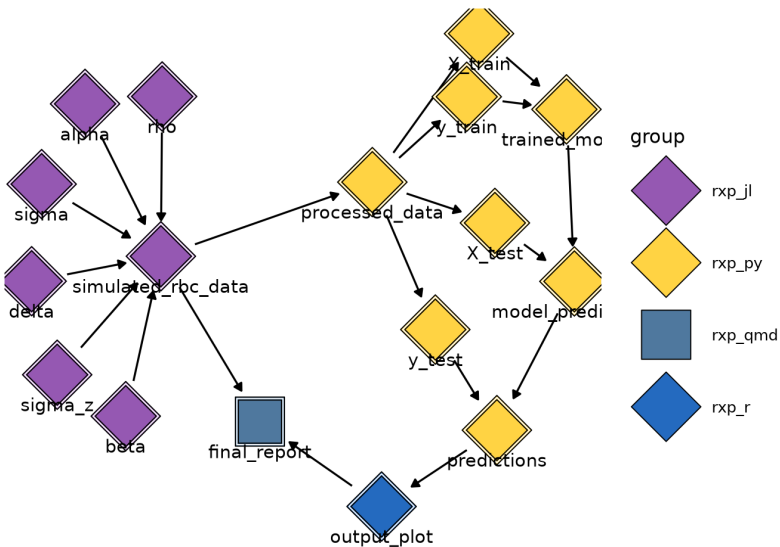 X_train
alpha
rho
y_train
trained_mo
sigma
processed_data
X_test
simulated_rbc_data
delta
model_predi
y_test
sigma_z
beta
final_report
predictions
output_plot
group
rxp_jl
rxp_py
rxp_qmd
rxp_r